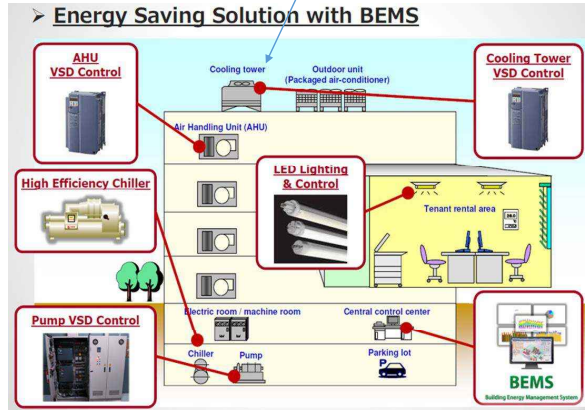 ➢ Energy Saving Solution with BEMS
AHU
VSD Control
Cooling tower
Outdoor unit
(Packaged air-conditioner)
Cooling Tower
VSD Control
Air Handling Unit (AHU)
High Efficiency Chiller
LED Lighting
& Control
Tenant rental area
Electric room / machine room
Central control center
Pump VSD Control
Chiller
Pump
Parking lot
P
BEMS
Building Energy Management System